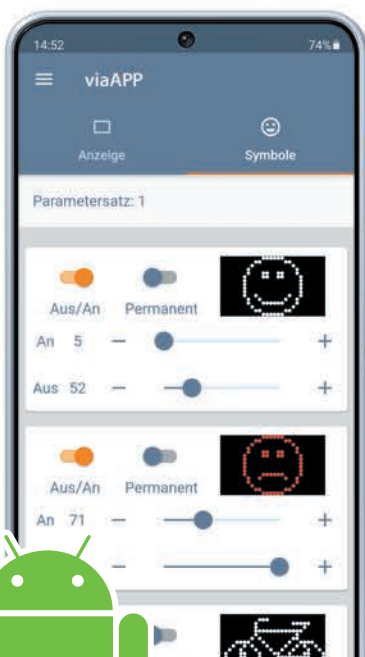 14:52 74%
viaAPP
Anzeige Symbole
Parametersatz: 1
Aus/An Permanent
An 5 − +
Aus 52 − +
Aus/An Permanent
An 71 − +
− +